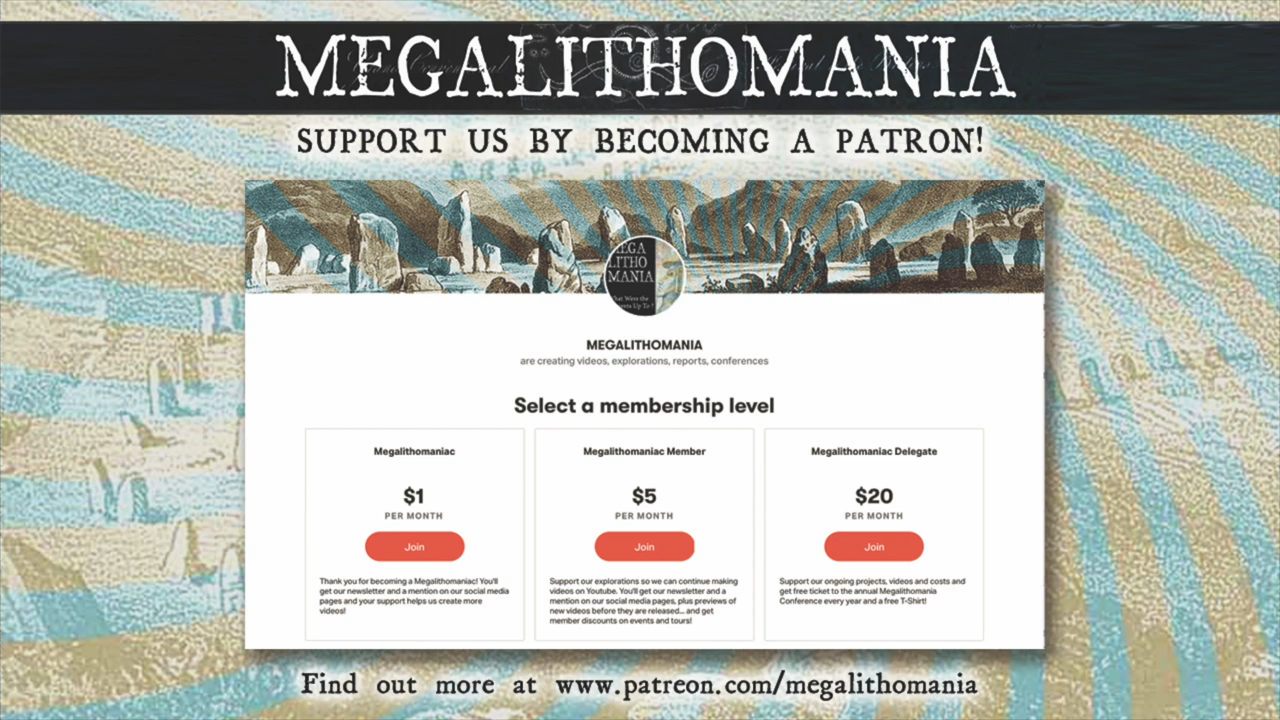 MEGALITHOMANIA
SUPPORT US BY BECOMING A PATRON!
MEGA
LITHO
MANIA
MEGALITHOMANIA
are creating videos, explorations, reports, conferences
Select a membership level
Megalithomaniac
$1
PER MONTH
Join
Thank you for becoming a Megalithomaniac! You'll
get our newsletter and a mention on our social media
pages and your support helps us create more
videos!
Megalithomaniac Member
$5
PER MONTH
Join
Support our explorations so we can continue making
videos on Youtube. You'll get our newsletter and a
mention on our social media pages, plus previews of
new videos before they are released... and get
member discounts on events and tours!
Megalithomaniac Delegate
$20
PER MONTH
Join
Support our ongoing projects, videos and costs and
get free ticket to the annual Megalithomania
Conference every year and a free T-Shirt!
Find out more at www.patreon.com/megalithomania